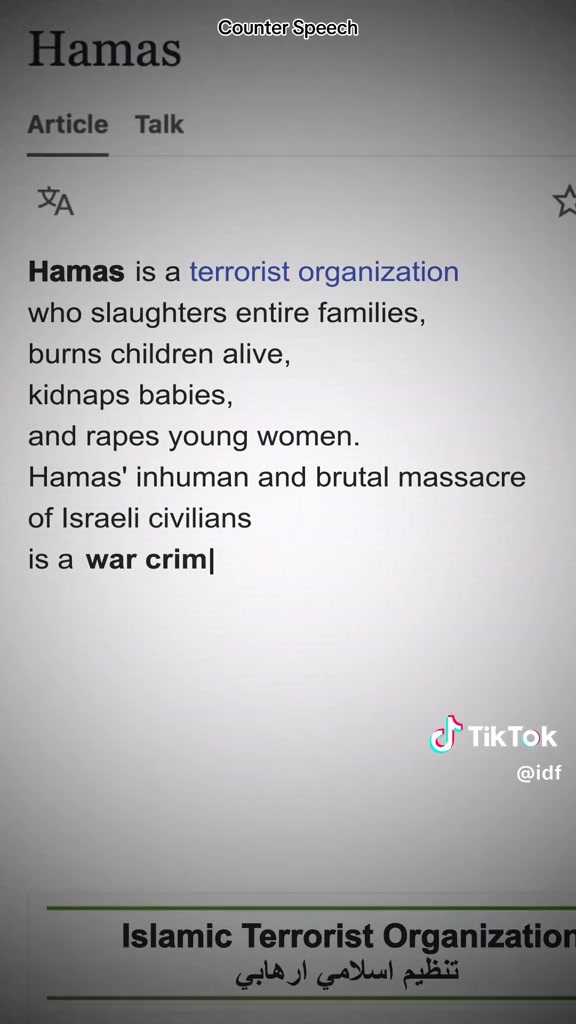 Counter Speech
Hamas
Article Talk
文A
Hamas is a terrorist organization
who slaughters entire families,
burns children alive,
kidnaps babies,
and rapes young women.
Hamas' inhuman and brutal massacre
of Israeli civilians
is a war crim|
TikTok
@idf
Islamic Terrorist Organization
تنظيم اسلامي ارهابي